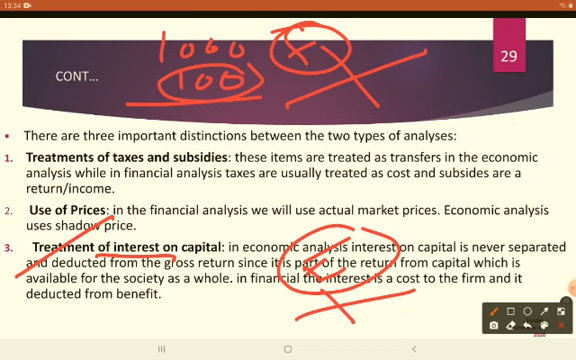 13:34
29
1000
100
CONT...
▪ There are three important distinctions between the two types of analyses:
1. Treatments of taxes and subsidies: these items are treated as transfers in the economic
analysis while in financial analysis taxes are usually treated as cost and subsides are a
return/income.
2. Use of Prices: in the financial analysis we will use actual market prices. Economic analysis
uses shadow price.
3. Treatment of interest on capital: in economic analysis interest on capital is never separated
and deducted from the gross return since it is part of the return from capital which is
available for the society as a whole. in financial the interest is a cost to the firm and it
deducted from benefit.
2020